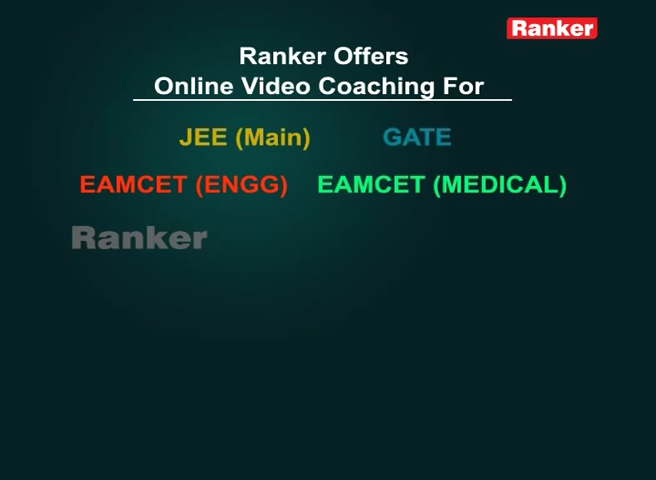 Ranker
Ranker Offers
Online Video Coaching For
JEE (Main) GATE
EAMCET (ENGG) EAMCET (MEDICAL)
Ranker